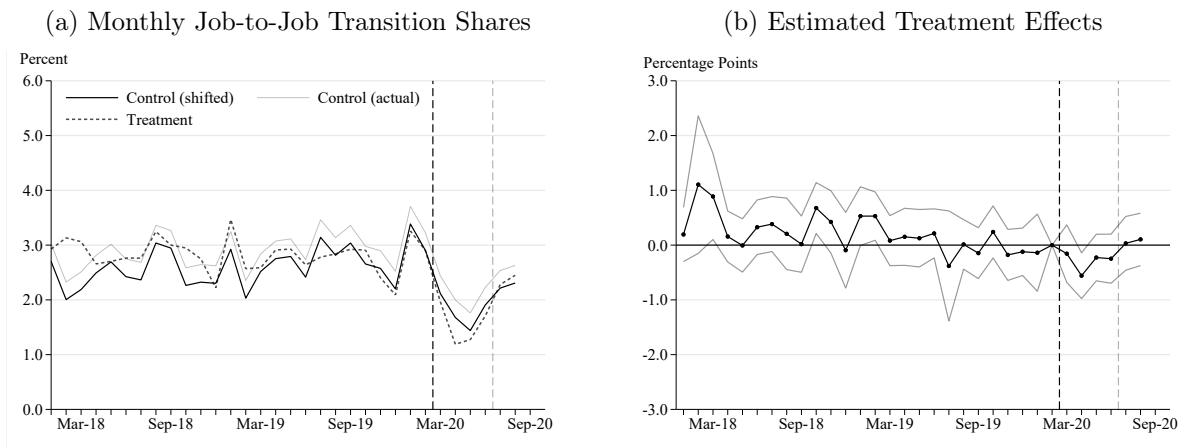 (a) Monthly Job-to-Job Transition Shares
Percent
6.0
5.0
4.0
3.0
2.0
1.0
0.0
Control (shifted)
Control (actual)
Treatment
Mar-18
Sep-18
Mar-19
Sep-19
Mar-20
Sep-20
(b) Estimated Treatment Effects
Percentage Points
3.0
2.0
1.0
0.0
-1.0
-2.0
-3.0
Mar-18
Sep-18
Mar-19
Sep-19
Mar-20
Sep-20